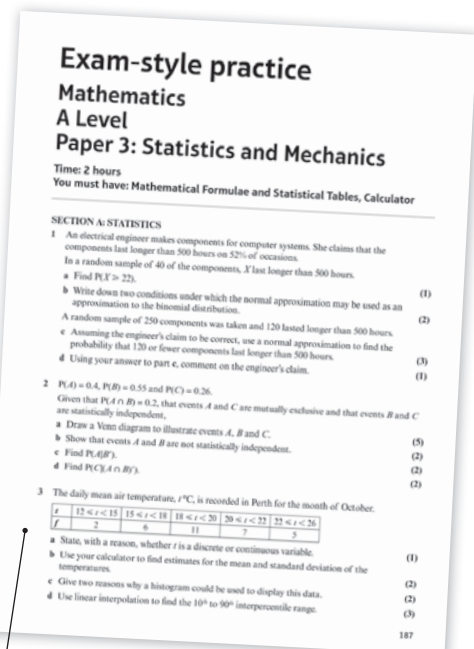 Exam-style practice
Mathematics
A Level
Paper 3: Statistics and Mechanics
Time: 2 hours
You must have: Mathematical Formulae and Statistical Tables, Calculator
SECTION A: STATISTICS
1 An electrical engineer makes components for computer systems. She claims that the
components last longer than 500 hours on 52% of occasions.
In a random sample of 40 of the components, X last longer than 500 hours.
a Find P(X > 22). (1)
b Write down two conditions under which the normal approximation may be used as an
approximation to the binomial distribution. (2)
A random sample of 250 components was taken and 120 lasted longer than 500 hours.
c Assuming the engineer's claim to be correct, use a normal approximation to find the
probability that 120 or fewer components last longer than 500 hours. (3)
d Using your answer to part c, comment on the engineer's claim. (1)
2 P(A) = 0.4, P(B) = 0.55 and P(C) = 0.26.
Given that P(A ∩ B) = 0.2, that events A and C are mutually exclusive and that events B and C
are statistically independent,
a Draw a Venn diagram to illustrate events A, B and C. (5)
b Show that events A and B are not statistically independent. (2)
c Find P(A|B'). (2)
d Find P(C|(A ∩ B)'). (2)
3 The daily mean air temperature, t °C, is recorded in Perth for the month of October.
t 12 ≤ t < 15 15 ≤ t < 18 18 ≤ t < 20 20 ≤ t < 22 22 ≤ t < 26
f 2 6 11 7 5
a State, with a reason, whether t is a discrete or continuous variable. (1)
b Use your calculator to find estimates for the mean and standard deviation of the
temperatures. (2)
c Give two reasons why a histogram could be used to display this data. (2)
d Use linear interpolation to find the 10th to 90th interpercentile range. (3)
187